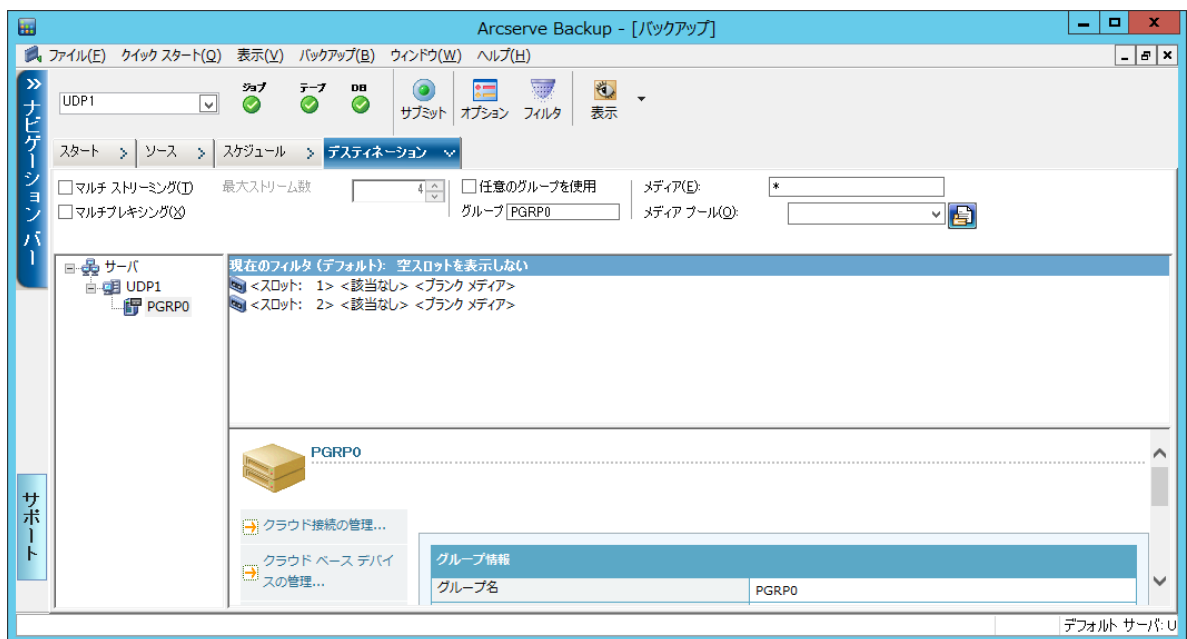 Arcserve Backup - [バックアップ]
ファイル(F) クイック スタート(Q) 表示(V) バックアップ(B) ウィンドウ(W) ヘルプ(H)
ナビゲーション バー
UDP1
ジョブ テープ DB
サブミット オプション フィルタ 表示
スタート ソース スケジュール デスティネーション
マルチ ストリーミング(T) 最大ストリーム数 4 任意のグループを使用 メディア(E): *
マルチプレキシング(X) グループ PGRP0 メディア プール(O):
サーバ
UDP1
PGRP0
現在のフィルタ (デフォルト): 空スロットを表示しない
<スロット: 1> <該当なし> <ブランク メディア>
<スロット: 2> <該当なし> <ブランク メディア>
PGRP0
クラウド接続の管理...
クラウド ベース デバイ
スの管理...
グループ情報
グループ名 PGRP0
サポート
デフォルト サーバ: U